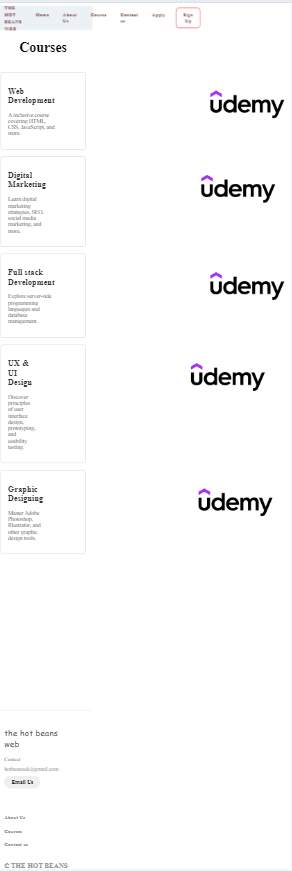 THE
HOT
BEANS
WEB
Home
About
Us
Course
Contact
us
Apply
Sign
Up
Courses
Web
Development
A inclusive course
covering HTML,
CSS, JavaScript, and
more.
udemy
Digital
Marketing
Learn digital
marketing
strategies, SEO,
social media
marketing, and
more.
udemy
Full stack
Development
Explore server-side
programming
languages and
database
management.
udemy
UX &
UI
Design
Discover
principles
of user
interface
design,
prototyping,
and
usability
testing.
udemy
Graphic
Designing
Master Adobe
Photoshop,
Illustrator, and
other graphic
design tools.
udemy
the hot beans
web
Contact
Email Us
About Us
Courses
Contact us
© THE HOT BEANS